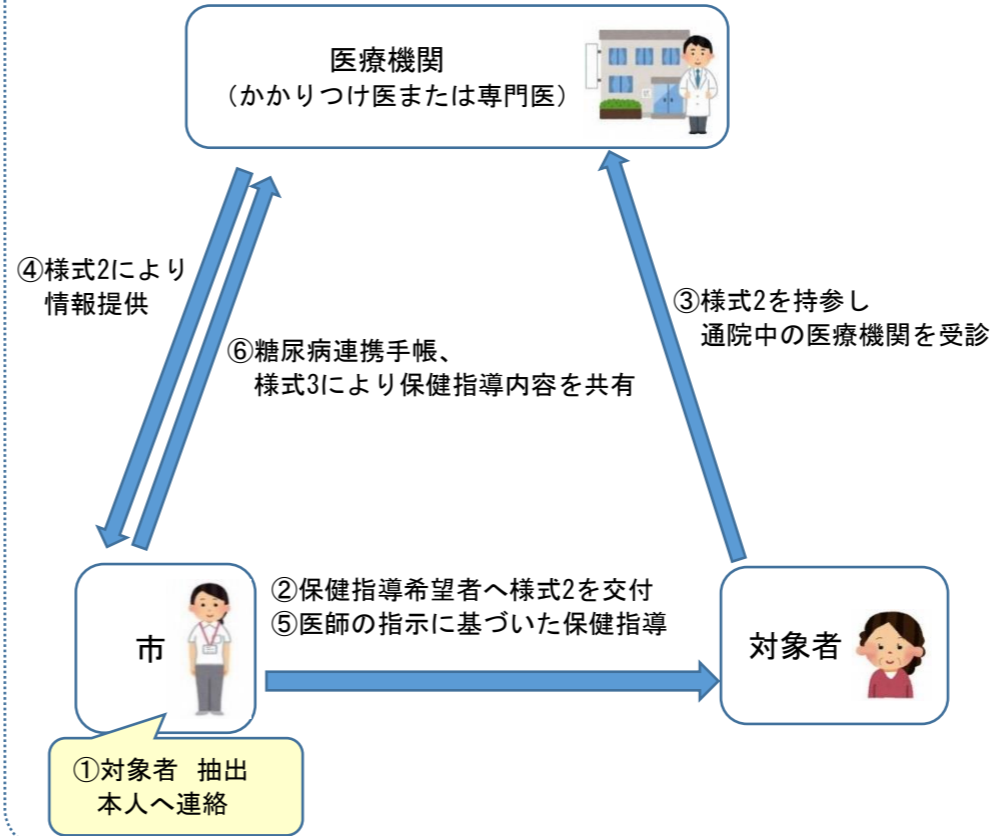 医療機関
（かかりつけ医または専門医）
④様式2により
情報提供
③様式2を持参し
通院中の医療機関を受診
⑥糖尿病連携手帳、
様式3により保健指導内容を共有
②保健指導希望者へ様式2を交付
⑤医師の指示に基づいた保健指導
市
対象者
①対象者 抽出
本人へ連絡